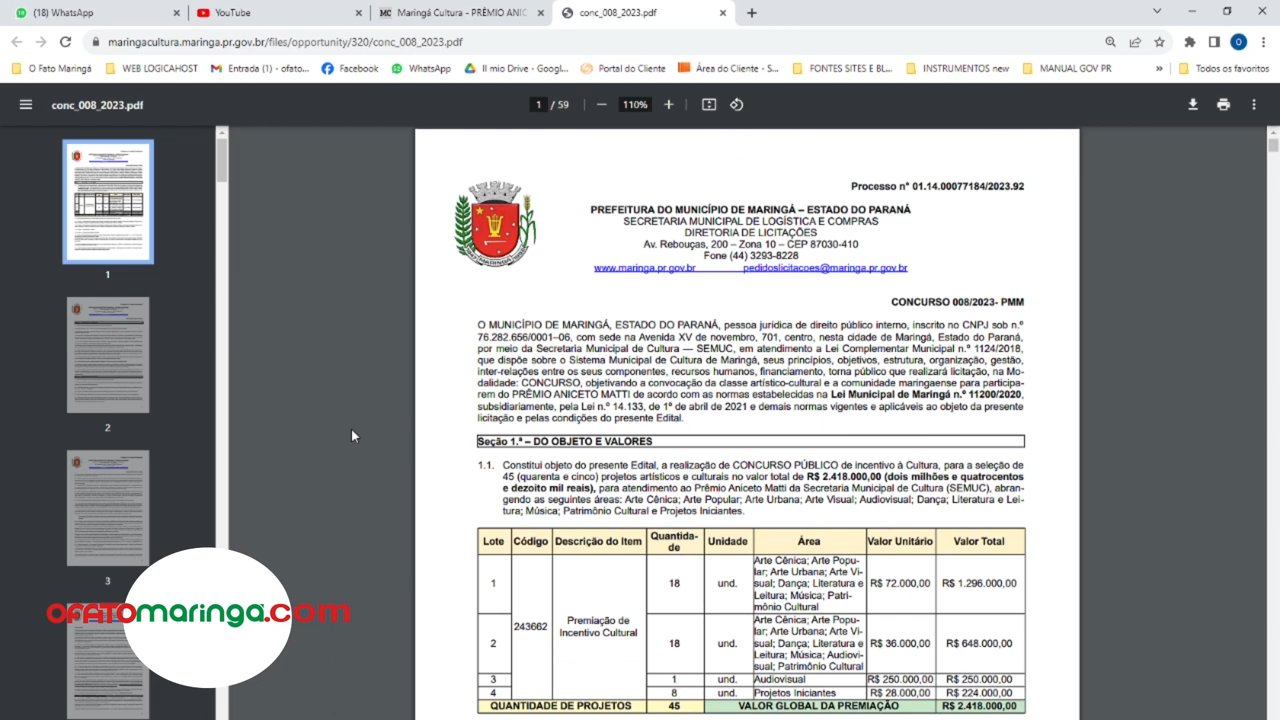 (18) WhatsApp
YouTube
Maringá Cultura - PRÊMIO ANIC
conc_008_2023.pdf
maringacultura.maringa.pr.gov.br/files/opportunity/320/conc_008_2023.pdf
O
O Fato Maringá
WEB LOGICAHOST
Entrada (1) - ofato...
Facebook
WhatsApp
Il mio Drive - Googl...
Portal do Cliente
Área do Cliente - S...
FONTES SITES E BL...
INSTRUMENTOS new
MANUAL GOV PR
»
Todos os favoritos
conc_008_2023.pdf
1 / 59
110%
1
2
3
OFATOmaringa.com
Processo n° 01.14.00077184/2023.92
PREFEITURA DO MUNICÍPIO DE MARINGÁ – ESTADO DO PARANÁ
SECRETARIA MUNICIPAL DE LOGÍSTICA E COMPRAS
DIRETORIA DE LICITAÇÕES
Av. Rebouças, 200 – Zona 10 – CEP 87030-410
Fone (44) 3293-8228
www.maringa.pr.gov.br pedidoslicitacoes@maringa.pr.gov.br
CONCURSO 008/2023- PMM
O MUNICÍPIO DE MARINGÁ, ESTADO DO PARANÁ, pessoa jurídica de direito público interno, inscrito no CNPJ sob n.º
76.282.656/0001–06, com sede na Avenida XV de novembro, 701, centro, nesta cidade de Maringá, Estado do Paraná,
por meio da Secretaria Municipal de Cultura — SEMUC, em atendimento a Lei Complementar Municipal n.º 1124/2018,
que dispõe sobre o Sistema Municipal de Cultura de Maringá, seus princípios, objetivos, estrutura, organização, gestão,
inter-relações entre os seus componentes, recursos humanos, financiamento, torna público que realizará licitação, na Mo-
dalidade: CONCURSO, objetivando a convocação da classe artístico-cultural e a comunidade maringaense para participa-
rem do PRÊMIO ANICETO MATTI de acordo com as normas estabelecidas na Lei Municipal de Maringá n.º 11200/2020,
subsidiariamente, pela Lei n.º 14.133, de 1º de abril de 2021 e demais normas vigentes e aplicáveis ao objeto da presente
licitação e pelas condições do presente Edital.
Seção 1.ª – DO OBJETO E VALORES
1.1. Constitui objeto do presente Edital, a realização de CONCURSO PÚBLICO de incentivo à Cultura, para a seleção de
45 (quarenta e cinco) projetos artísticos e culturais no valor total de R$ 2.418.000,00 (dois milhões e quatrocentos
e dezoito mil reais), para atendimento ao Prêmio Aniceto Matti da Secretaria Municipal de Cultura (SEMUC), abran-
gendo as seguintes áreas: Arte Cênica; Arte Popular; Arte Urbana; Arte Visual; Audiovisual; Dança; Literatura e Lei-
tura; Música; Patrimônio Cultural e Projetos Iniciantes.
Lote Código Descrição do Item Quantida-de Unidade Área Valor Unitário Valor Total
Arte Cênica; Arte Popu-
lar; Arte Urbana; Arte Vi-
1 18 und. sual; Dança; Literatura e R$ 72.000,00 R$ 1.296.000,00
Leitura; Música; Patri-
mônio Cultural
243662 Premiação de
Incentivo Cultural
Arte Cênica; Arte Popu-
lar; Arte Urbana; Arte Vi-
2 18 und. sual; Dança; Literatura e R$ 36.000,00 R$ 648.000,00
Leitura; Música; Audiovi-
sual; Patrimônio Cultural
3 1 und. Audiovisual R$ 250.000,00 R$ 250.000,00
4 8 und. Projetos Iniciantes R$ 28.000,00 R$ 224.000,00
QUANTIDADE DE PROJETOS 45 VALOR GLOBAL DA PREMIAÇÃO R$ 2.418.000,00